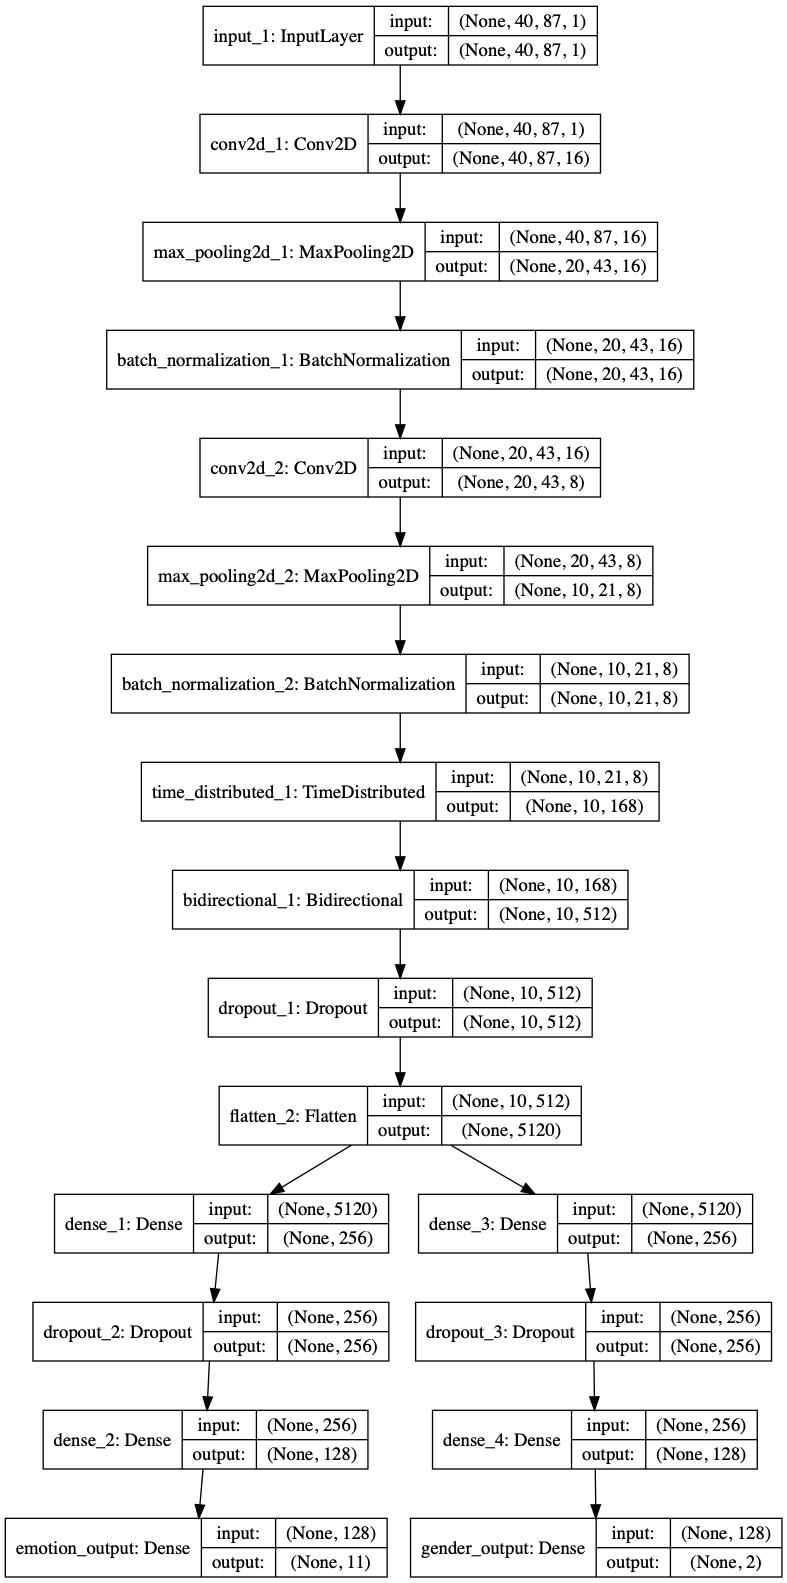 input_1: InputLayer
input: (None, 40, 87, 1)
output: (None, 40, 87, 1)
conv2d_1: Conv2D
input: (None, 40, 87, 1)
output: (None, 40, 87, 16)
max_pooling2d_1: MaxPooling2D
input: (None, 40, 87, 16)
output: (None, 20, 43, 16)
batch_normalization_1: BatchNormalization
input: (None, 20, 43, 16)
output: (None, 20, 43, 16)
conv2d_2: Conv2D
input: (None, 20, 43, 16)
output: (None, 20, 43, 8)
max_pooling2d_2: MaxPooling2D
input: (None, 20, 43, 8)
output: (None, 10, 21, 8)
batch_normalization_2: BatchNormalization
input: (None, 10, 21, 8)
output: (None, 10, 21, 8)
time_distributed_1: TimeDistributed
input: (None, 10, 21, 8)
output: (None, 10, 168)
bidirectional_1: Bidirectional
input: (None, 10, 168)
output: (None, 10, 512)
dropout_1: Dropout
input: (None, 10, 512)
output: (None, 10, 512)
flatten_2: Flatten
input: (None, 10, 512)
output: (None, 5120)
dense_1: Dense
input: (None, 5120)
output: (None, 256)
dense_3: Dense
input: (None, 5120)
output: (None, 256)
dropout_2: Dropout
input: (None, 256)
output: (None, 256)
dropout_3: Dropout
input: (None, 256)
output: (None, 256)
dense_2: Dense
input: (None, 256)
output: (None, 128)
dense_4: Dense
input: (None, 256)
output: (None, 128)
emotion_output: Dense
input: (None, 128)
output: (None, 11)
gender_output: Dense
input: (None, 128)
output: (None, 2)